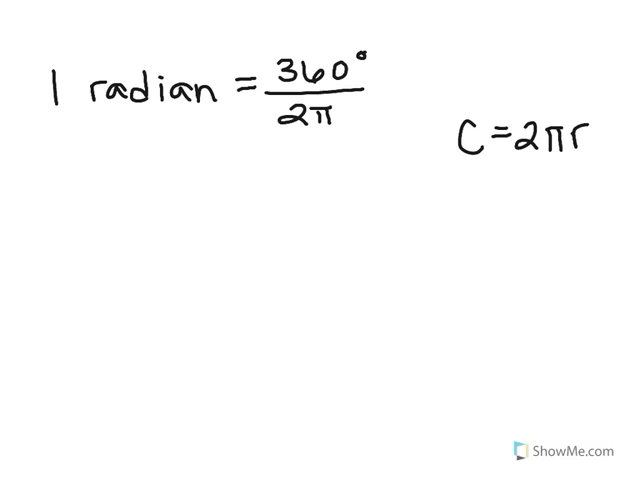 1 radian = 360° / 2π
C = 2πr
ShowMe.com